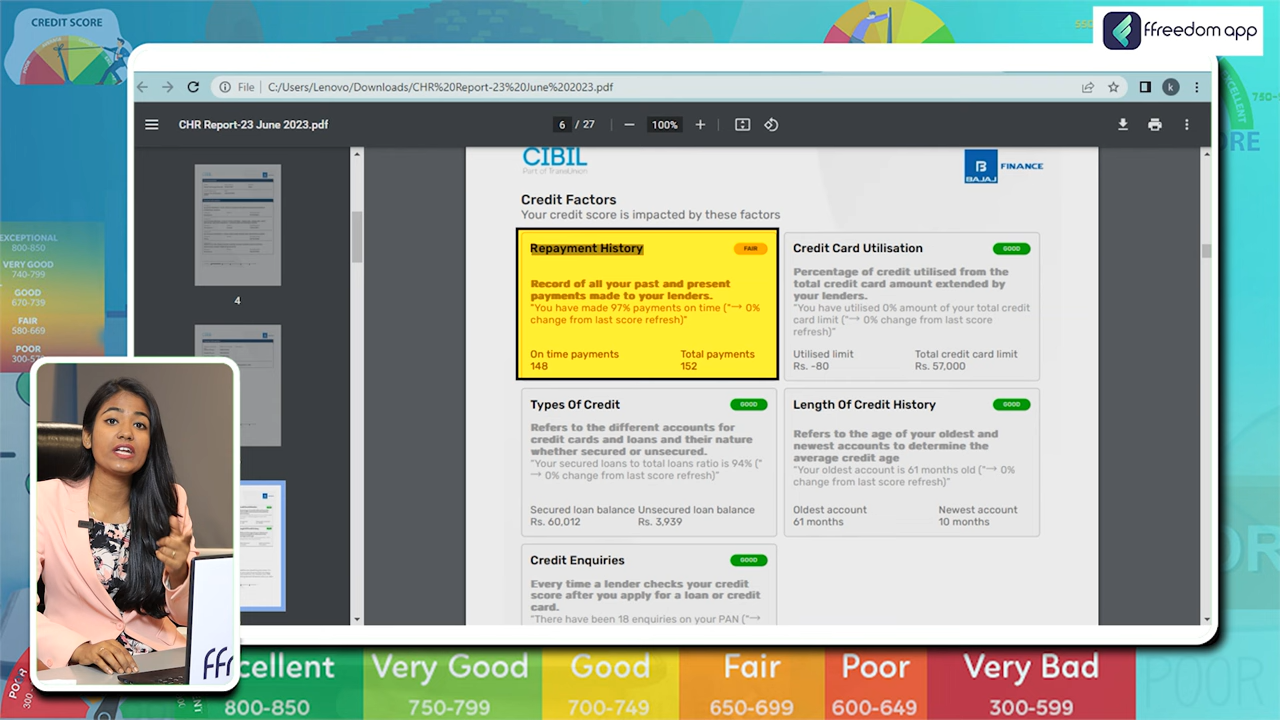 CREDIT SCORE
ffreedom app
File
C:/Users/Lenovo/Downloads/CHR%20Report-23%20June%202023.pdf
k
CHR Report-23 June 2023.pdf
6 / 27
100%
4
CIBIL
Part of TransUnion
B
BAJAJ
FINANCE
Credit Factors
Your credit score is impacted by these factors
Repayment History
FAIR
Record of all your past and present
payments made to your lenders.
"You have made 97% payments on time ("→ 0%
change from last score refresh)"
On time payments
148
Total payments
152
Credit Card Utilisation
GOOD
Percentage of credit utilised from the
total credit card amount extended by
your lenders.
"You have utilised 0% amount of your total credit
card limit ("→ 0% change from last score
refresh)"
Utilised limit
Rs. -80
Total credit card limit
Rs. 57,000
Types Of Credit
GOOD
Refers to the different accounts for
credit cards and loans and their nature
whether secured or unsecured.
"Your secured loans to total loans ratio is 94% ("
→ 0% change from last score refresh)"
Secured loan balance
Rs. 60,012
Unsecured loan balance
Rs. 3,939
Length Of Credit History
GOOD
Refers to the age of your oldest and
newest accounts to determine the
average credit age
"Your oldest account is 61 months old ("→ 0%
change from last score refresh)"
Oldest account
61 months
Newest account
10 months
Credit Enquiries
GOOD
Every time a lender checks your credit
score after you apply for a loan or credit
card.
"There have been 18 enquiries on your PAN ("→
EXCEPTIONAL
800-850
VERY GOOD
740-799
GOOD
670-739
FAIR
580-669
POOR
300-57
EXCELLENT
750-
ORE
OR
POOR
POOR
300
ffr
cellent
800-850
Very Good
750-799
Good
700-749
Fair
650-699
Poor
600-649
Very Bad
300-599